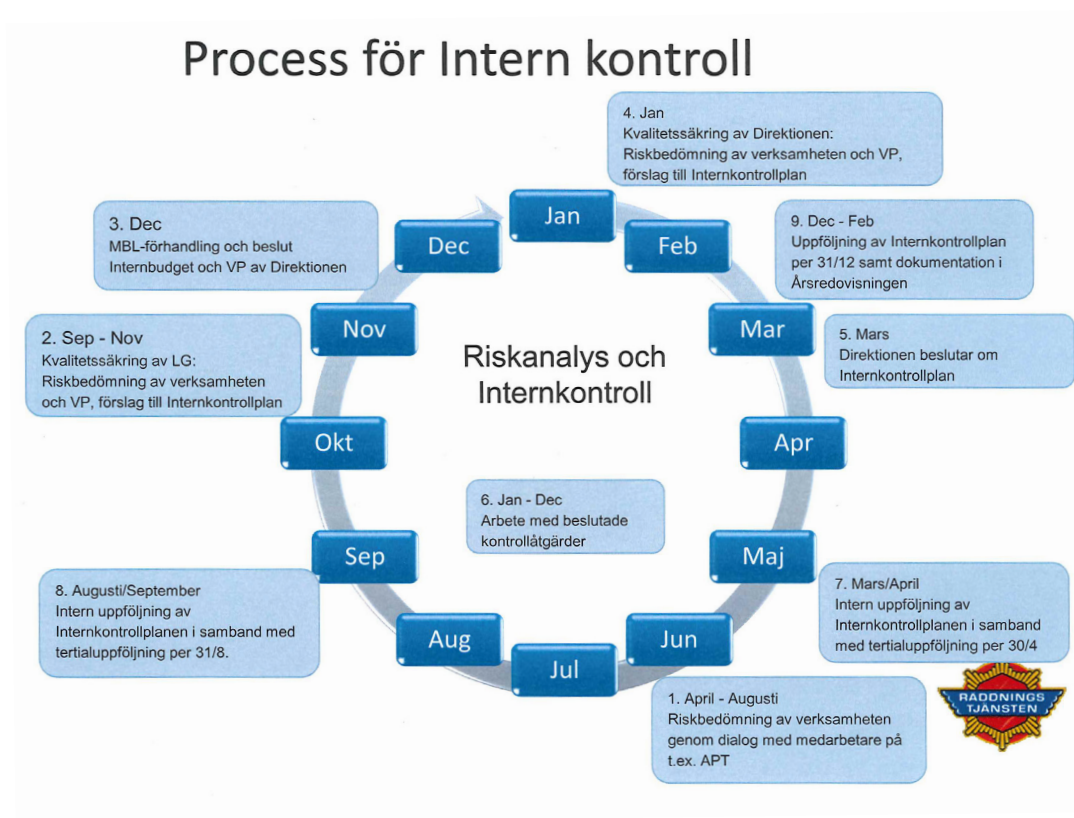 Process för Intern kontroll
4. Jan
Kvalitetssäkring av Direktionen:
Riskbedömning av verksamheten och VP,
förslag till Internkontrollplan
3. Dec
MBL-förhandling och beslut
Internbudget och VP av Direktionen
9. Dec - Feb
Uppföljning av Internkontrollplan
per 31/12 samt dokumentation i
Årsredovisningen
2. Sep - Nov
Kvalitetssäkring av LG:
Riskbedömning av verksamheten
och VP, förslag till Internkontrollplan
5. Mars
Direktionen beslutar om
Internkontrollplan
Jan
Feb
Mar
Apr
Maj
Jun
Jul
Aug
Sep
Okt
Nov
Dec
Riskanalys och
Internkontroll
6. Jan - Dec
Arbete med beslutade
kontrollåtgärder
8. Augusti/September
Intern uppföljning av
Internkontrollplanen i samband med
tertialuppföljning per 31/8.
7. Mars/April
Intern uppföljning av
Internkontrollplanen i samband
med tertialuppföljning per 30/4
1. April - Augusti
Riskbedömning av verksamheten
genom dialog med medarbetare på
t.ex. APT
RÄDDNINGS
TJÄNSTEN